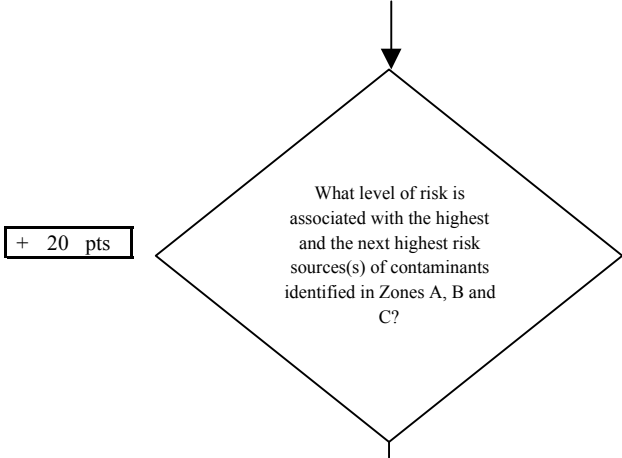 What level of risk is
associated with the highest
and the next highest risk
sources(s) of contaminants
identified in Zones A, B and
C?
+ 20 pts